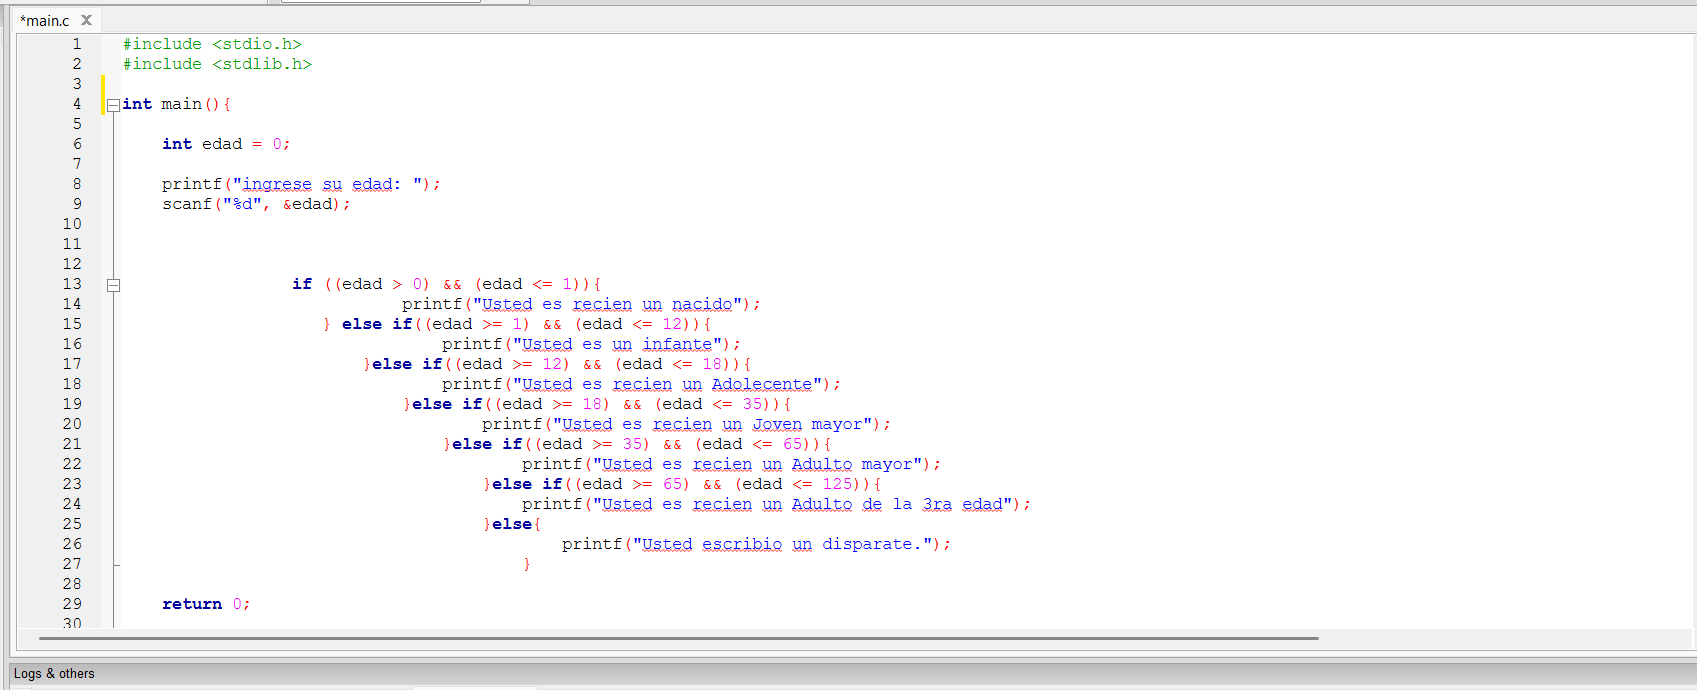 *main.c X
1 #include <stdio.h>
2 #include <stdlib.h>
3
4 int main(){
5
6 int edad = 0;
7
8 printf("ingrese su edad: ");
9 scanf("%d", &edad);
10
11
12
13 if ((edad > 0) && (edad <= 1)){
14 printf("Usted es recien un nacido");
15 } else if((edad >= 1) && (edad <= 12)){
16 printf("Usted es un infante");
17 }else if((edad >= 12) && (edad <= 18)){
18 printf("Usted es recien un Adolecente");
19 }else if((edad >= 18) && (edad <= 35)){
20 printf("Usted es recien un Joven mayor");
21 }else if((edad >= 35) && (edad <= 65)){
22 printf("Usted es recien un Adulto mayor");
23 }else if((edad >= 65) && (edad <= 125)){
24 printf("Usted es recien un Adulto de la 3ra edad");
25 }else{
26 printf("Usted escribio un disparate.");
27 }
28
29 return 0;
30
Logs & others